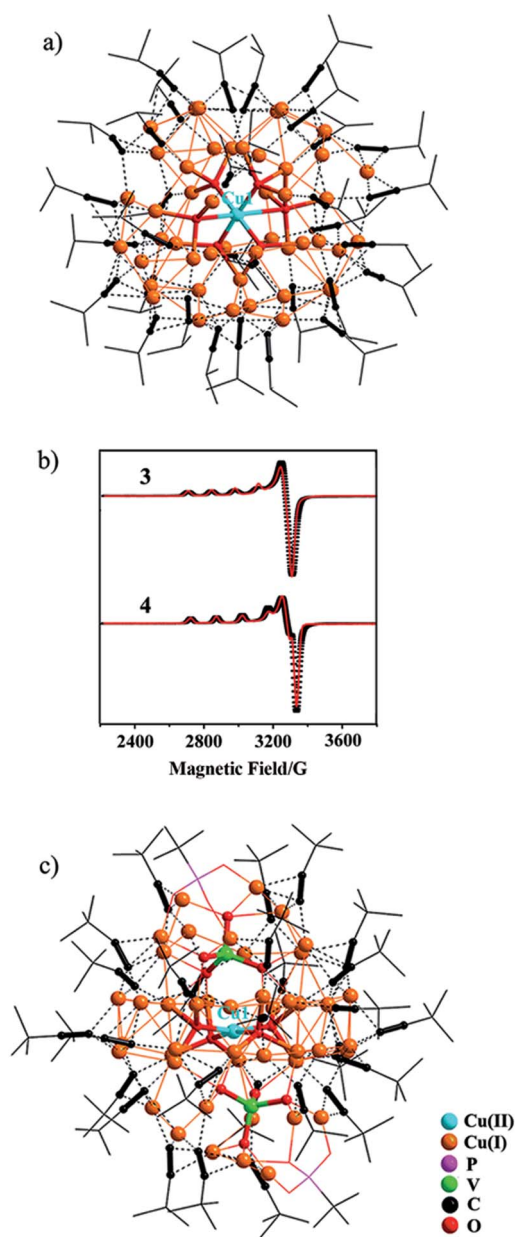 a)
Cu1
b)
3
4
2400 2800 3200 3600
Magnetic Field/G
c)
Cu1
Cu(II)
Cu(I)
P
V
C
O